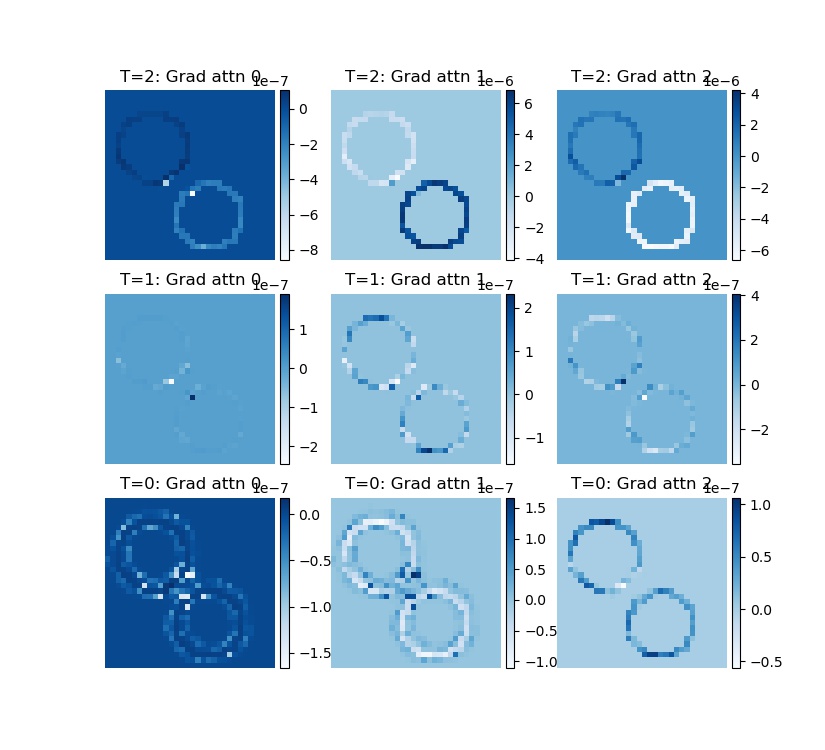 T=2: Grad attn 0
1e−7
0
−2
−4
−6
−8
T=2: Grad attn 1
1e−6
6
4
2
0
−2
−4
T=2: Grad attn 2
1e−6
4
2
0
−2
−4
−6
T=1: Grad attn 0
1e−7
1
0
−1
−2
T=1: Grad attn 1
1e−7
2
1
0
−1
T=1: Grad attn 2
1e−7
4
2
0
−2
T=0: Grad attn 0
1e−7
0.0
−0.5
−1.0
−1.5
T=0: Grad attn 1
1e−7
1.5
1.0
0.5
0.0
−0.5
−1.0
T=0: Grad attn 2
1e−7
1.0
0.5
0.0
−0.5